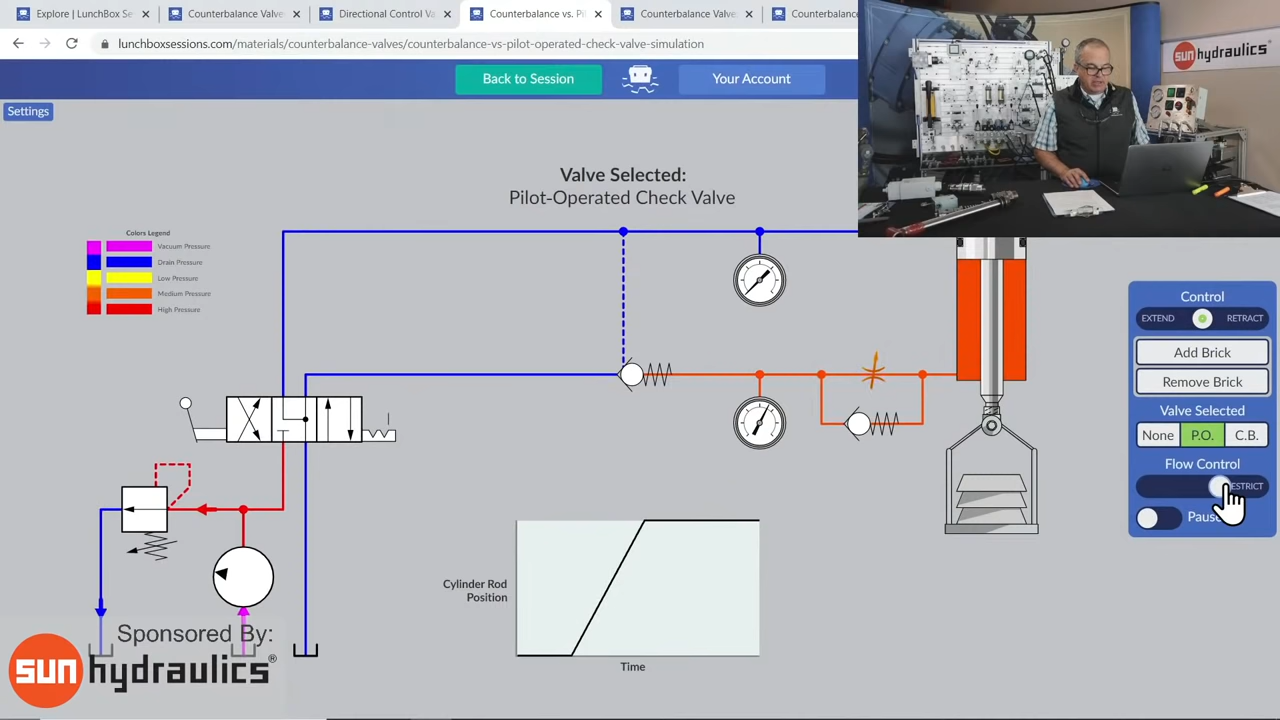 Explore | LunchBox Se
Counterbalance Valve
Directional Control Va
Counterbalance vs. Pi
Counterbalance Valve
Counterbalance
lunchboxsessions.com/
/counterbalance-valves/counterbalance-vs-pilot-operated-check-valve-simulation
Back to Session
Your Account
Settings
sun hydraulics
Valve Selected:
Pilot-Operated Check Valve
Colors Legend
Vacuum Pressure
Drain Pressure
Low Pressure
Medium Pressure
High Pressure
Control
EXTEND
RETRACT
Add Brick
Remove Brick
Valve Selected
None
P.O.
C.B.
Flow Control
ESTRICT
Paus
Cylinder Rod
Position
Time
Sponsored By:
sun hydraulics®